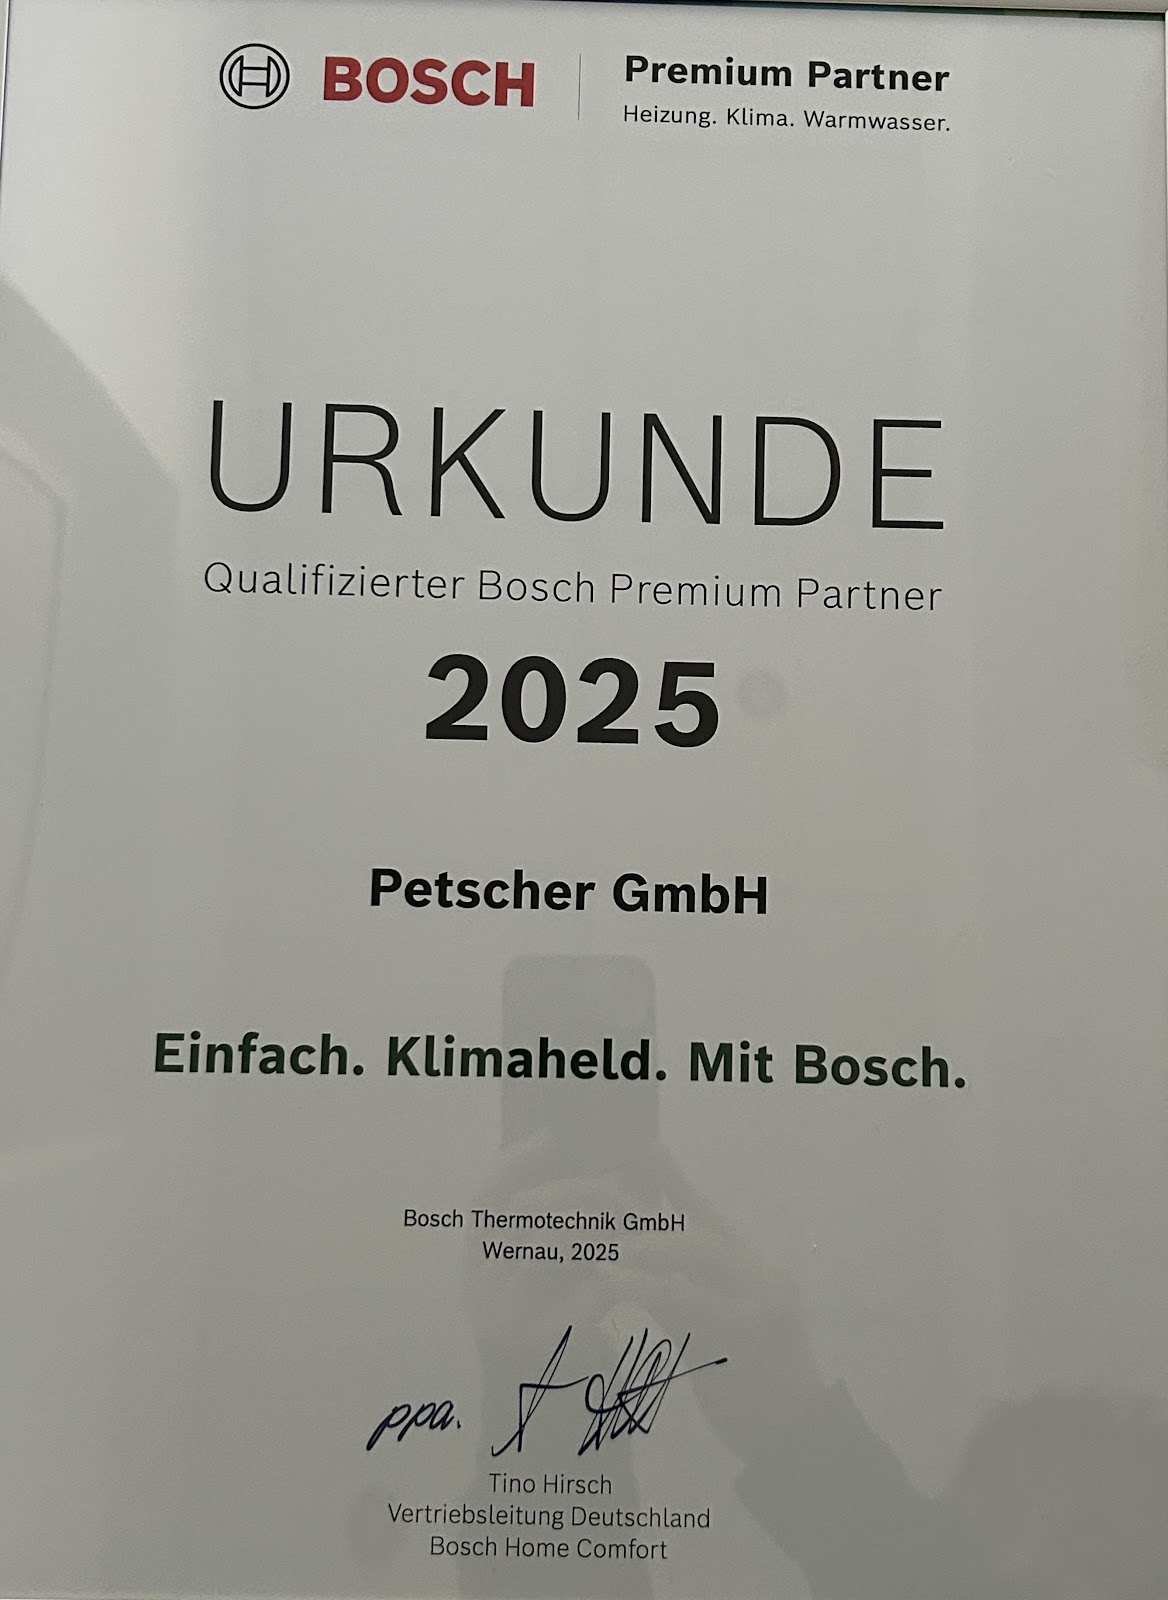 BOSCH
Premium Partner
Heizung. Klima. Warmwasser.
URKUNDE
Qualifizierter Bosch Premium Partner
2025
Petscher GmbH
Einfach. Klimaheld. Mit Bosch.
Bosch Thermotechnik GmbH
Wernau, 2025
ppa.
Tino Hirsch
Vertriebsleitung Deutschland
Bosch Home Comfort